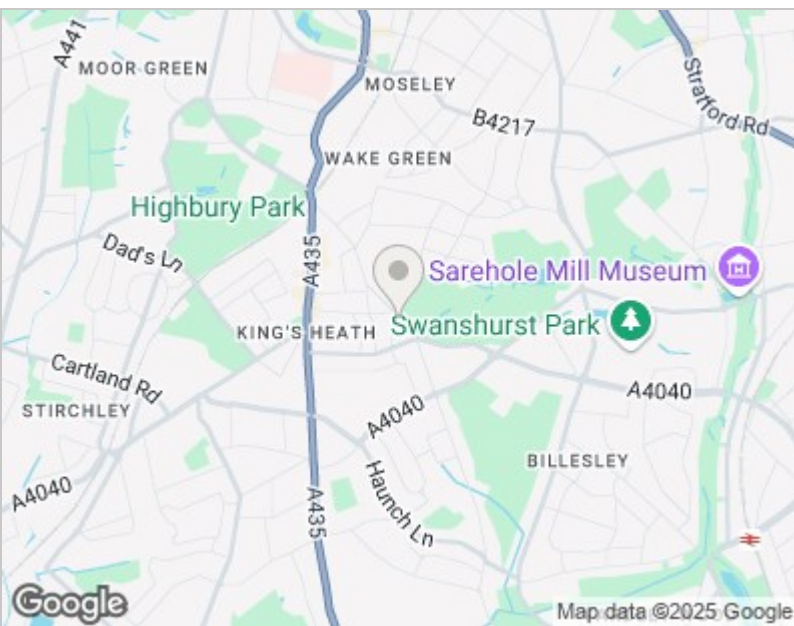 A441
MOOR GREEN
MOSELEY
Stratford Rd
B4217
WAKE GREEN
Highbury Park
Dad's Ln
A435
Sarehole Mill Museum
KING'S HEATH
Swanshurst Park
Cartland Rd
A4040
STIRCHLEY
A4040
BILLESLEY
A4040
Haunch Ln
A435
Google
Map data ©2025 Google